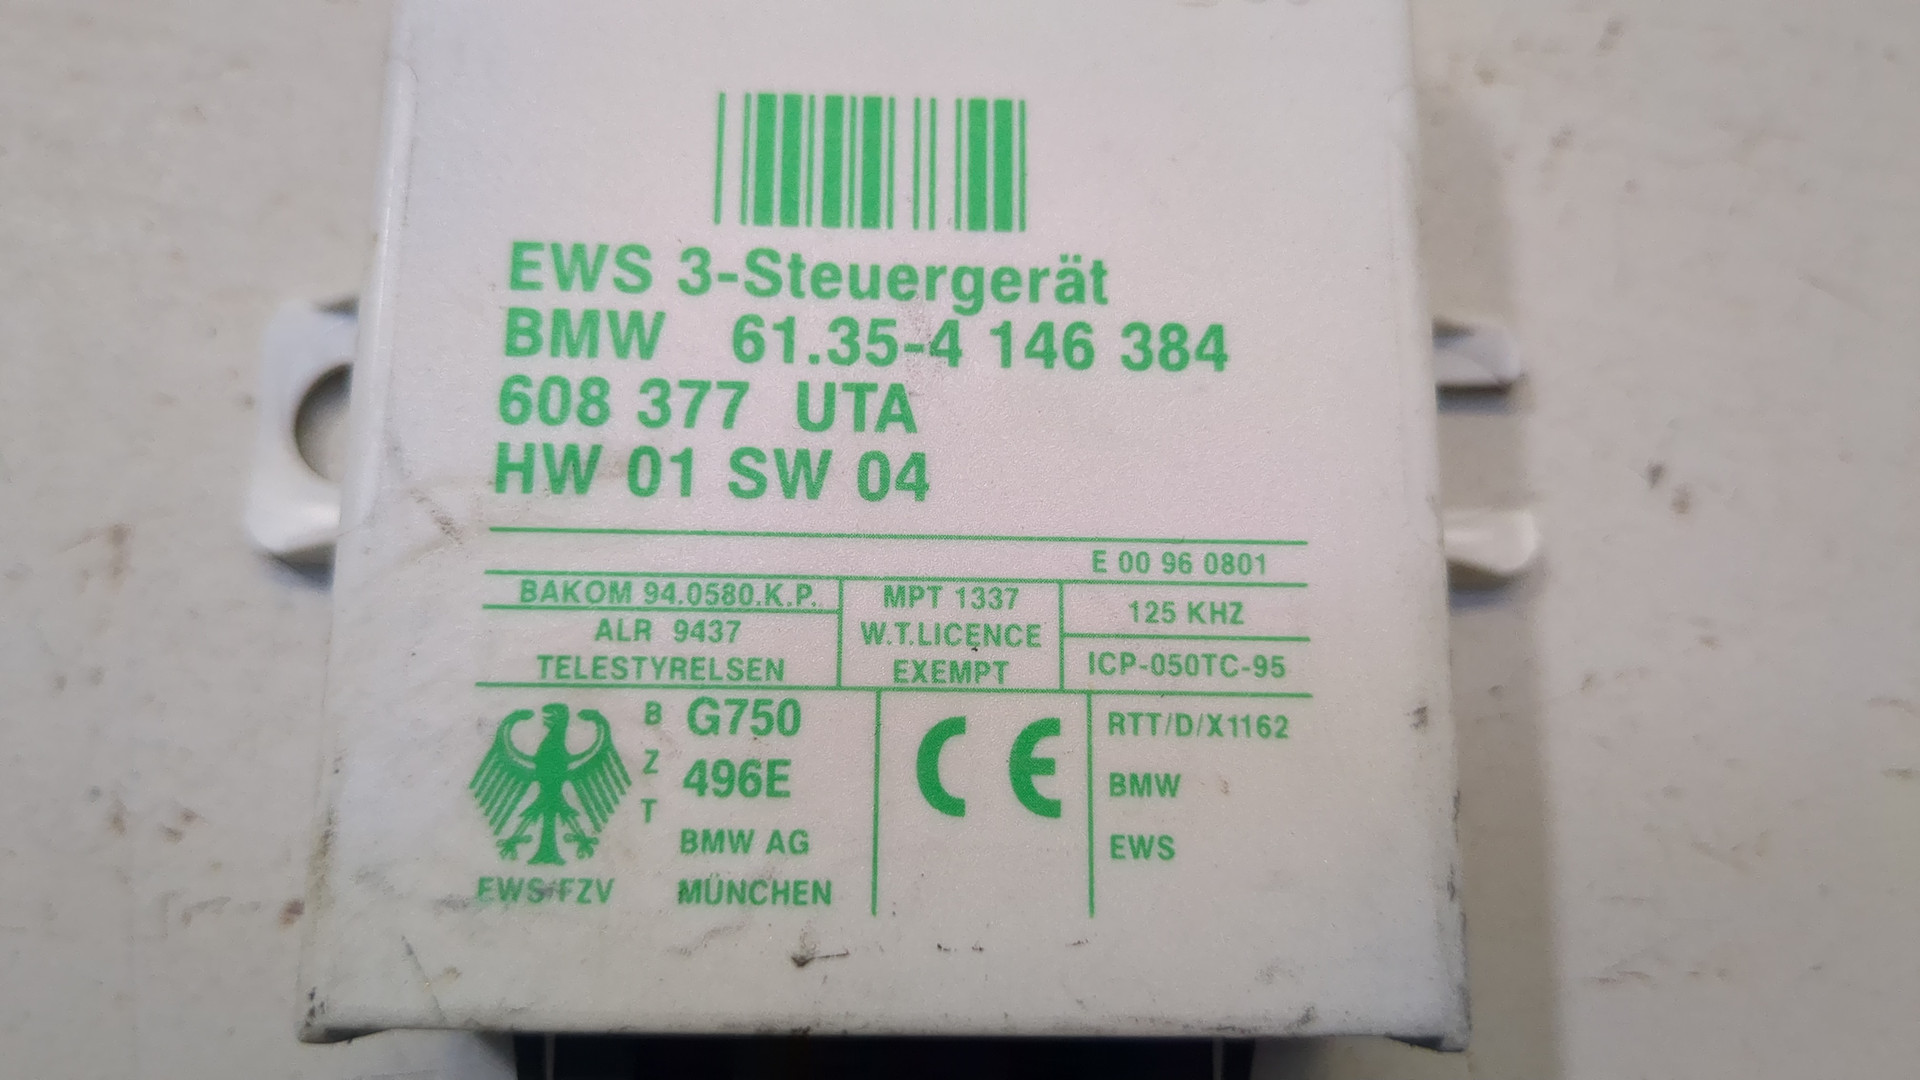 EWS 3-Steuergerät
BMW 61.35-4 146 384
608 377 UTA
HW 01 SW 04
E 00 96 0801
BAKOM 94.0580.K.P.
ALR 9437
TELESTYRELSEN
MPT 1337
W.T.LICENCE
EXEMPT
125 KHZ
ICP-050TC-95
BZT
G750
496E
BMW AG
MÜNCHEN
EWS/FZV
CE
RTT/D/X1162
BMW
EWS